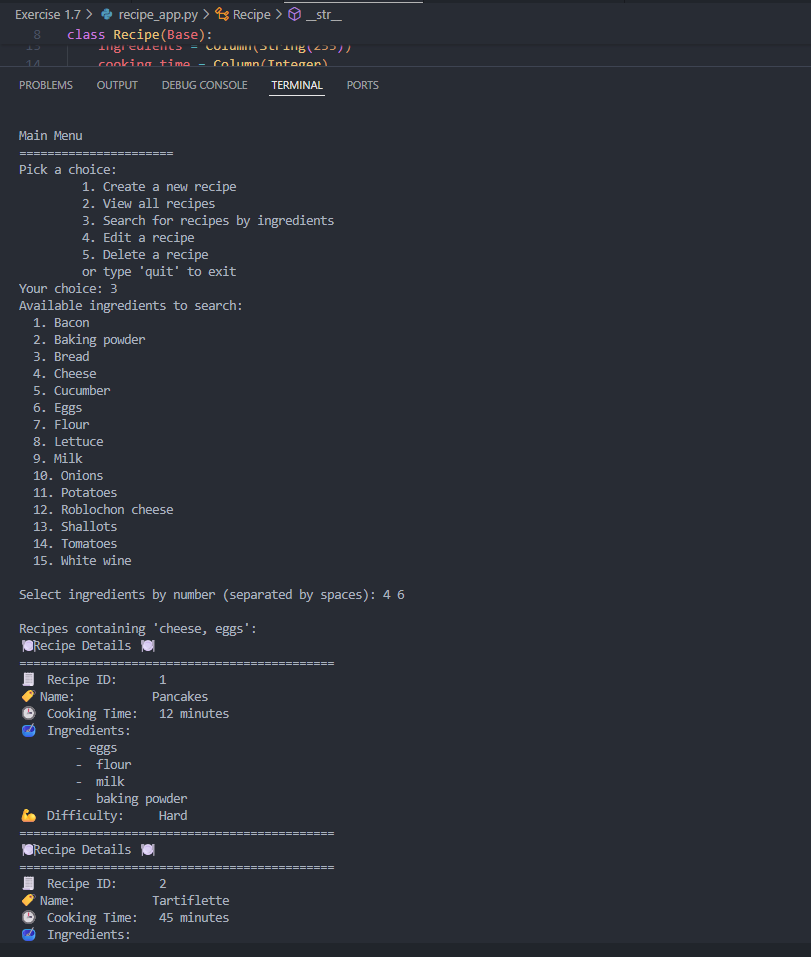 Exercise 1.7 > recipe_app.py > Recipe > __str__
8 class Recipe(Base):
13 ingredients = Column(String(255))
14 cooking_time = Column(Integer)
PROBLEMS OUTPUT DEBUG CONSOLE TERMINAL PORTS
Main Menu
======================
Pick a choice:
1. Create a new recipe
2. View all recipes
3. Search for recipes by ingredients
4. Edit a recipe
5. Delete a recipe
or type 'quit' to exit
Your choice: 3
Available ingredients to search:
1. Bacon
2. Baking powder
3. Bread
4. Cheese
5. Cucumber
6. Eggs
7. Flour
8. Lettuce
9. Milk
10. Onions
11. Potatoes
12. Roblochon cheese
13. Shallots
14. Tomatoes
15. White wine
Select ingredients by number (separated by spaces): 4 6
Recipes containing 'cheese, eggs':
🍽️Recipe Details 🍽️
=============================================
🧾 Recipe ID: 1
🏷️ Name: Pancakes
🕒 Cooking Time: 12 minutes
🥣 Ingredients:
- eggs
- flour
- milk
- baking powder
💪 Difficulty: Hard
=============================================
🍽️Recipe Details 🍽️
=============================================
🧾 Recipe ID: 2
🏷️ Name: Tartiflette
🕒 Cooking Time: 45 minutes
🥣 Ingredients: